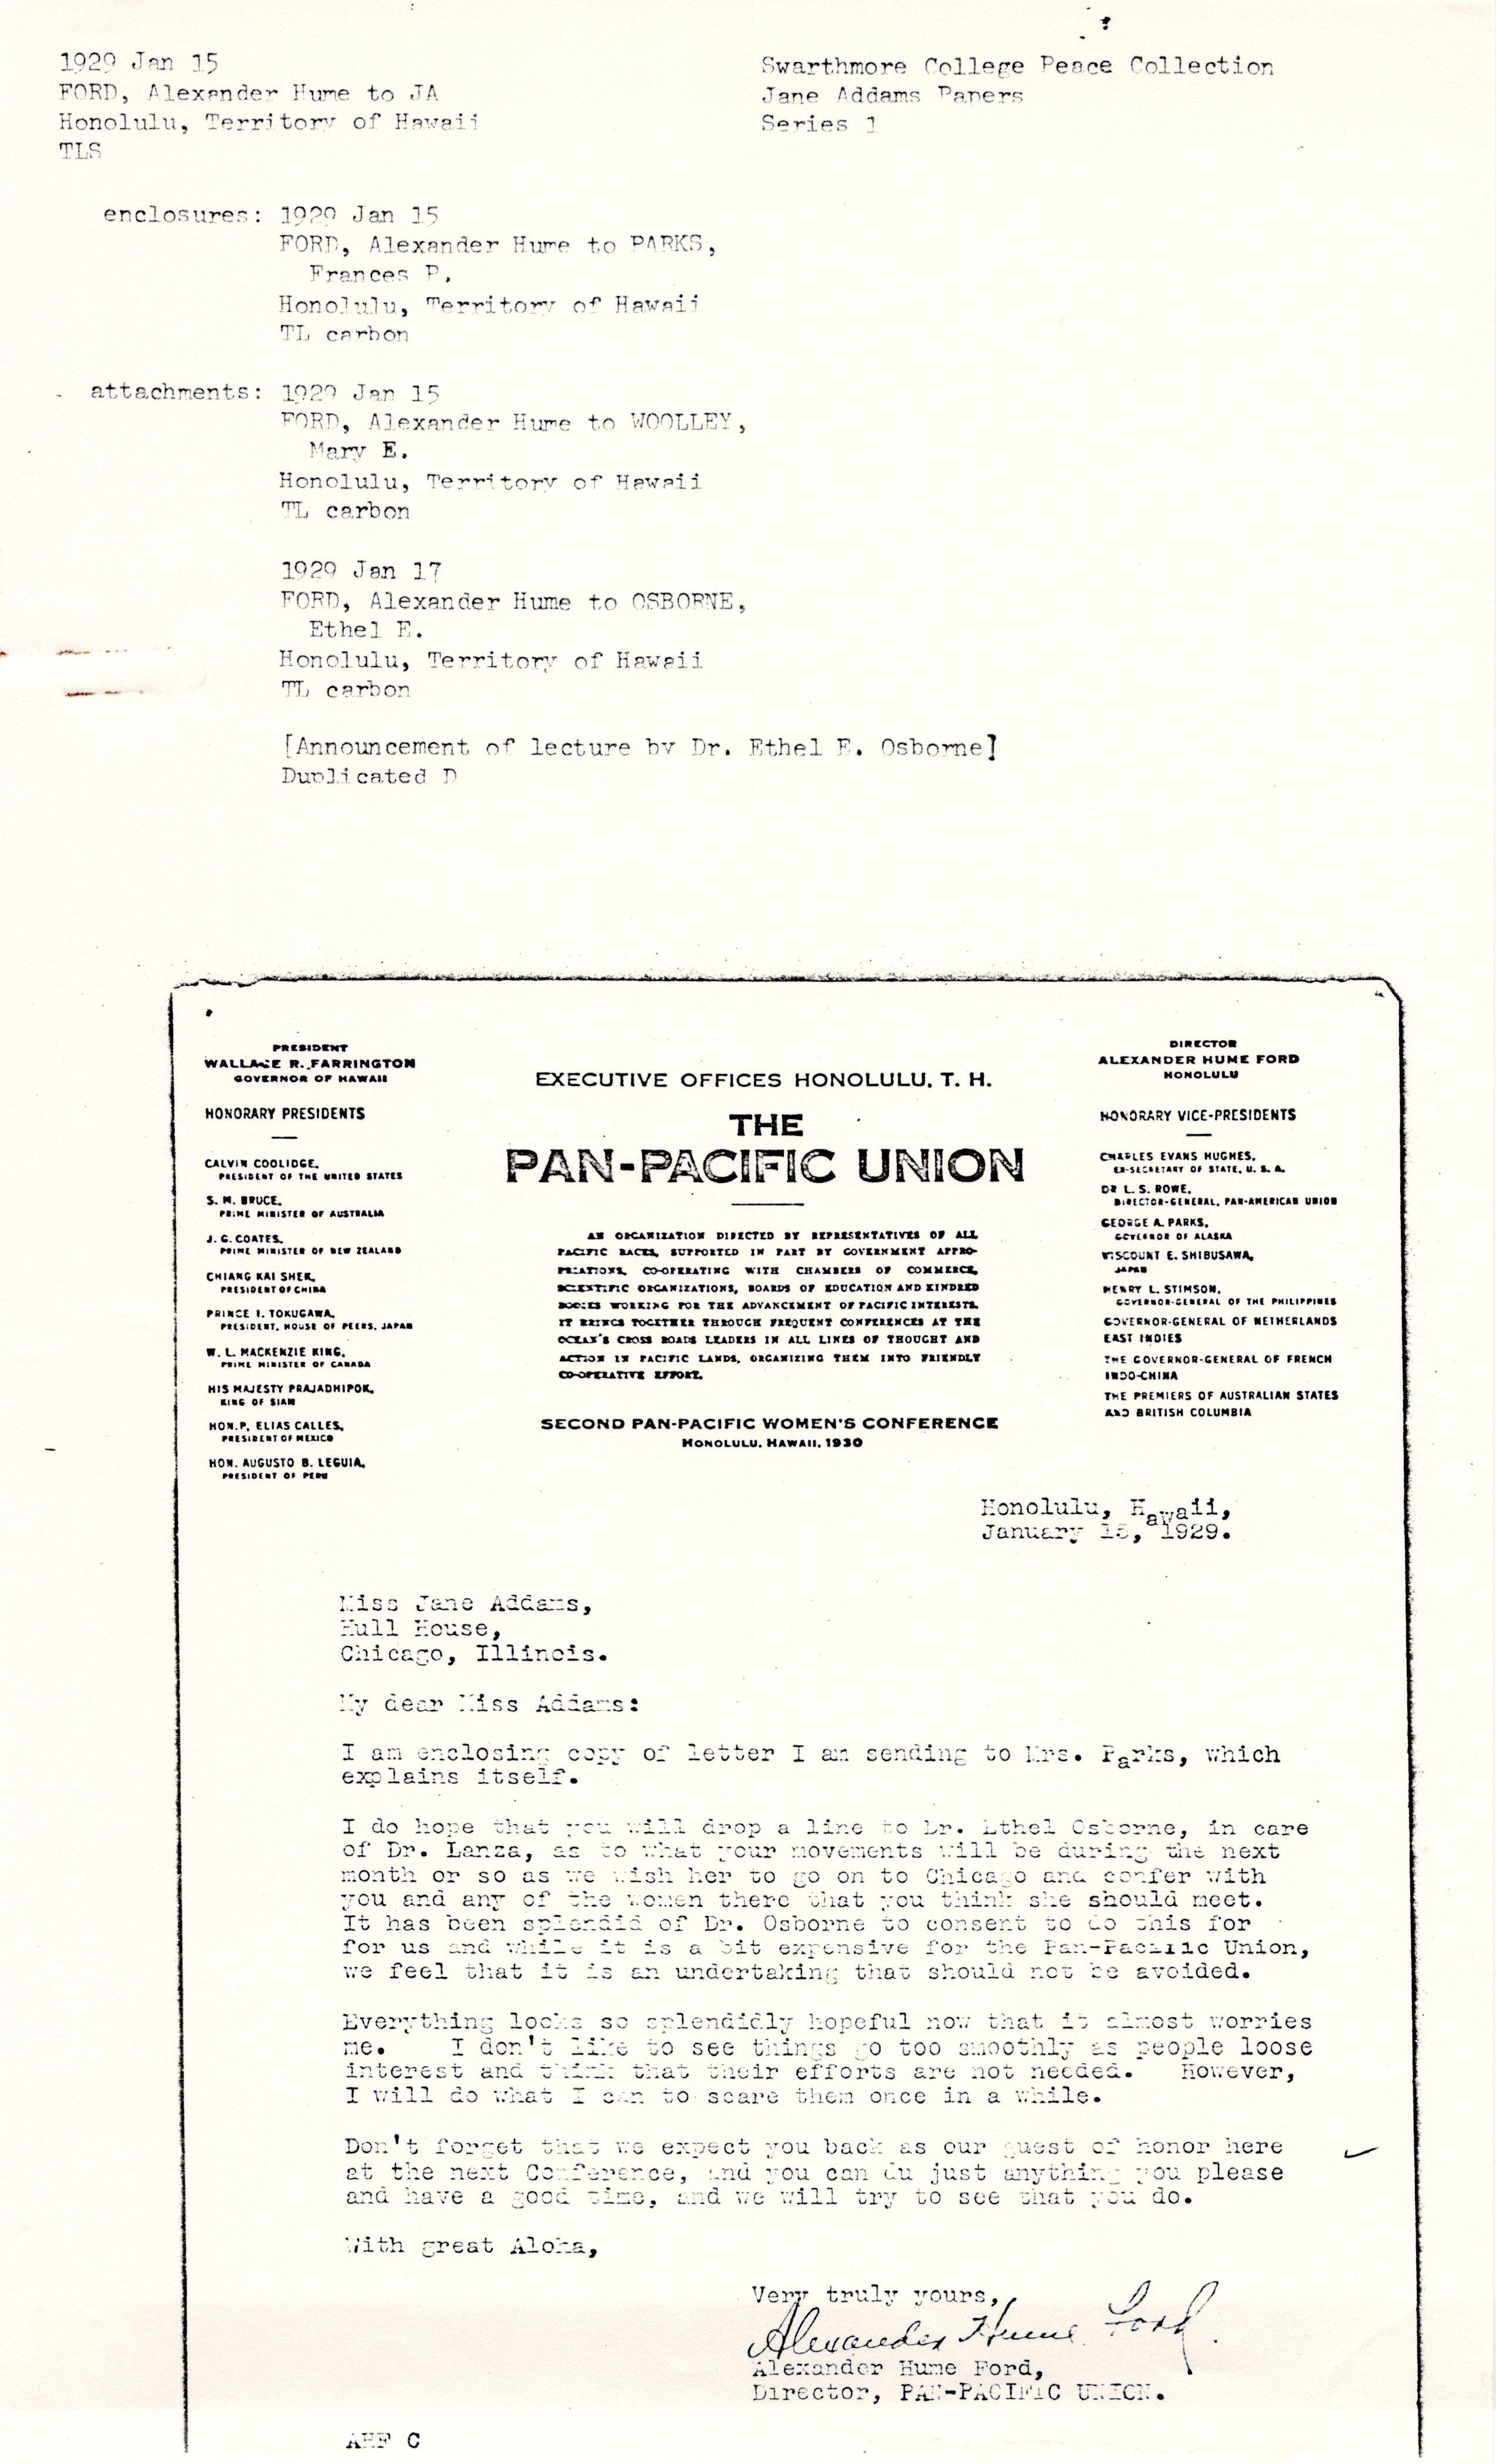 1929 Jan 15
FORD, Alexander Hume to JA
Honolulu, Territory of Hawaii
TLS
Swarthmore College Peace Collection
Jane Addams Papers
Series 1
enclosures: 1929 Jan 15
FORD, Alexander Hume to PARKS,
Frances P.
Honolulu, Territory of Hawaii
TL carbon
attachments: 1929 Jan 15
FORD, Alexander Hume to WOOLLEY,
Mary E.
Honolulu, Territory of Hawaii
TL carbon
1929 Jan 17
FORD, Alexander Hume to OSBORNE,
Ethel E.
Honolulu, Territory of Hawaii
TL carbon
[Announcement of lecture by Dr. Ethel E. Osborne]
Duplicated D
PRESIDENT
WALLACE R. FARRINGTON
GOVERNOR OF HAWAII
HONORARY PRESIDENTS
CALVIN COOLIDGE,
PRESIDENT OF THE UNITED STATES
S. M. BRUCE,
PRIME MINISTER OF AUSTRALIA
J. G. COATES,
PRIME MINISTER OF NEW ZEALAND
CHIANG KAI SHEK,
PRESIDENT OF CHINA
PRINCE I. TOKUGAWA,
PRESIDENT, HOUSE OF PEERS, JAPAN
W. L. MACKENZIE KING,
PRIME MINISTER OF CANADA
HIS MAJESTY PRAJADHIPOK,
KING OF SIAM
HON. P. ELIAS CALLES,
PRESIDENT OF MEXICO
HON. AUGUSTO B. LEGUIA,
PRESIDENT OF PERU
EXECUTIVE OFFICES HONOLULU, T. H.
THE
PAN-PACIFIC UNION
AN ORGANIZATION DIRECTED BY REPRESENTATIVES OF ALL
PACIFIC RACES, SUPPORTED IN PART BY GOVERNMENT APPRO-
PRIATIONS, CO-OPERATING WITH CHAMBERS OF COMMERCE,
SCIENTIFIC ORGANIZATIONS, BOARDS OF EDUCATION AND KINDRED
BODIES WORKING FOR THE ADVANCEMENT OF PACIFIC INTERESTS.
IT BRINGS TOGETHER THROUGH FREQUENT CONFERENCES AT THE
OCEAN'S CROSS ROADS LEADERS IN ALL LINES OF THOUGHT AND
ACTION IN PACIFIC LANDS, ORGANIZING THEM INTO FRIENDLY
CO-OPERATIVE EFFORT.
SECOND PAN-PACIFIC WOMEN'S CONFERENCE
HONOLULU, HAWAII, 1930
DIRECTOR
ALEXANDER HUME FORD
HONOLULU
HONORARY VICE-PRESIDENTS
CHARLES EVANS HUGHES,
EX-SECRETARY OF STATE, U. S. A.
DR L. S. ROWE,
DIRECTOR-GENERAL, PAN-AMERICAN UNION
GEORGE A. PARKS,
GOVERNOR OF ALASKA
VISCOUNT E. SHIBUSAWA,
JAPAN
HENRY L. STIMSON,
GOVERNOR-GENERAL OF THE PHILIPPINES
GOVERNOR-GENERAL OF NETHERLANDS
EAST INDIES
THE GOVERNOR-GENERAL OF FRENCH
INDO-CHINA
THE PREMIERS OF AUSTRALIAN STATES
AND BRITISH COLUMBIA
Honolulu, Hawaii,
January 15, 1929.
Miss Jane Addams,
Hull House,
Chicago, Illinois.
My dear Miss Addams:
I am enclosing copy of letter I am sending to Mrs. Parks, which
explains itself.
I do hope that you will drop a line to Dr. Ethel Osborne, in care
of Dr. Lanza, as to what your movements will be during the next
month or so as we wish her to go on to Chicago and confer with
you and any of the women there that you think she should meet.
It has been splendid of Dr. Osborne to consent to do this for
for us and while it is a bit expensive for the Pan-Pacific Union,
we feel that it is an undertaking that should not be avoided.
Everything looks so splendidly hopeful now that it almost worries
me. I don't like to see things go too smoothly as people loose
interest and think that their efforts are not needed. However,
I will do what I can to scare them once in a while.
Don't forget that we expect you back as our guest of honor here
at the next Conference, and you can du just anything you please
and have a good time, and we will try to see that you do.
With great Aloha,
Very truly yours,
Alexander Hume Ford
Alexander Hume Ford,
Director, PAN-PACIFIC UNION.
AHF C